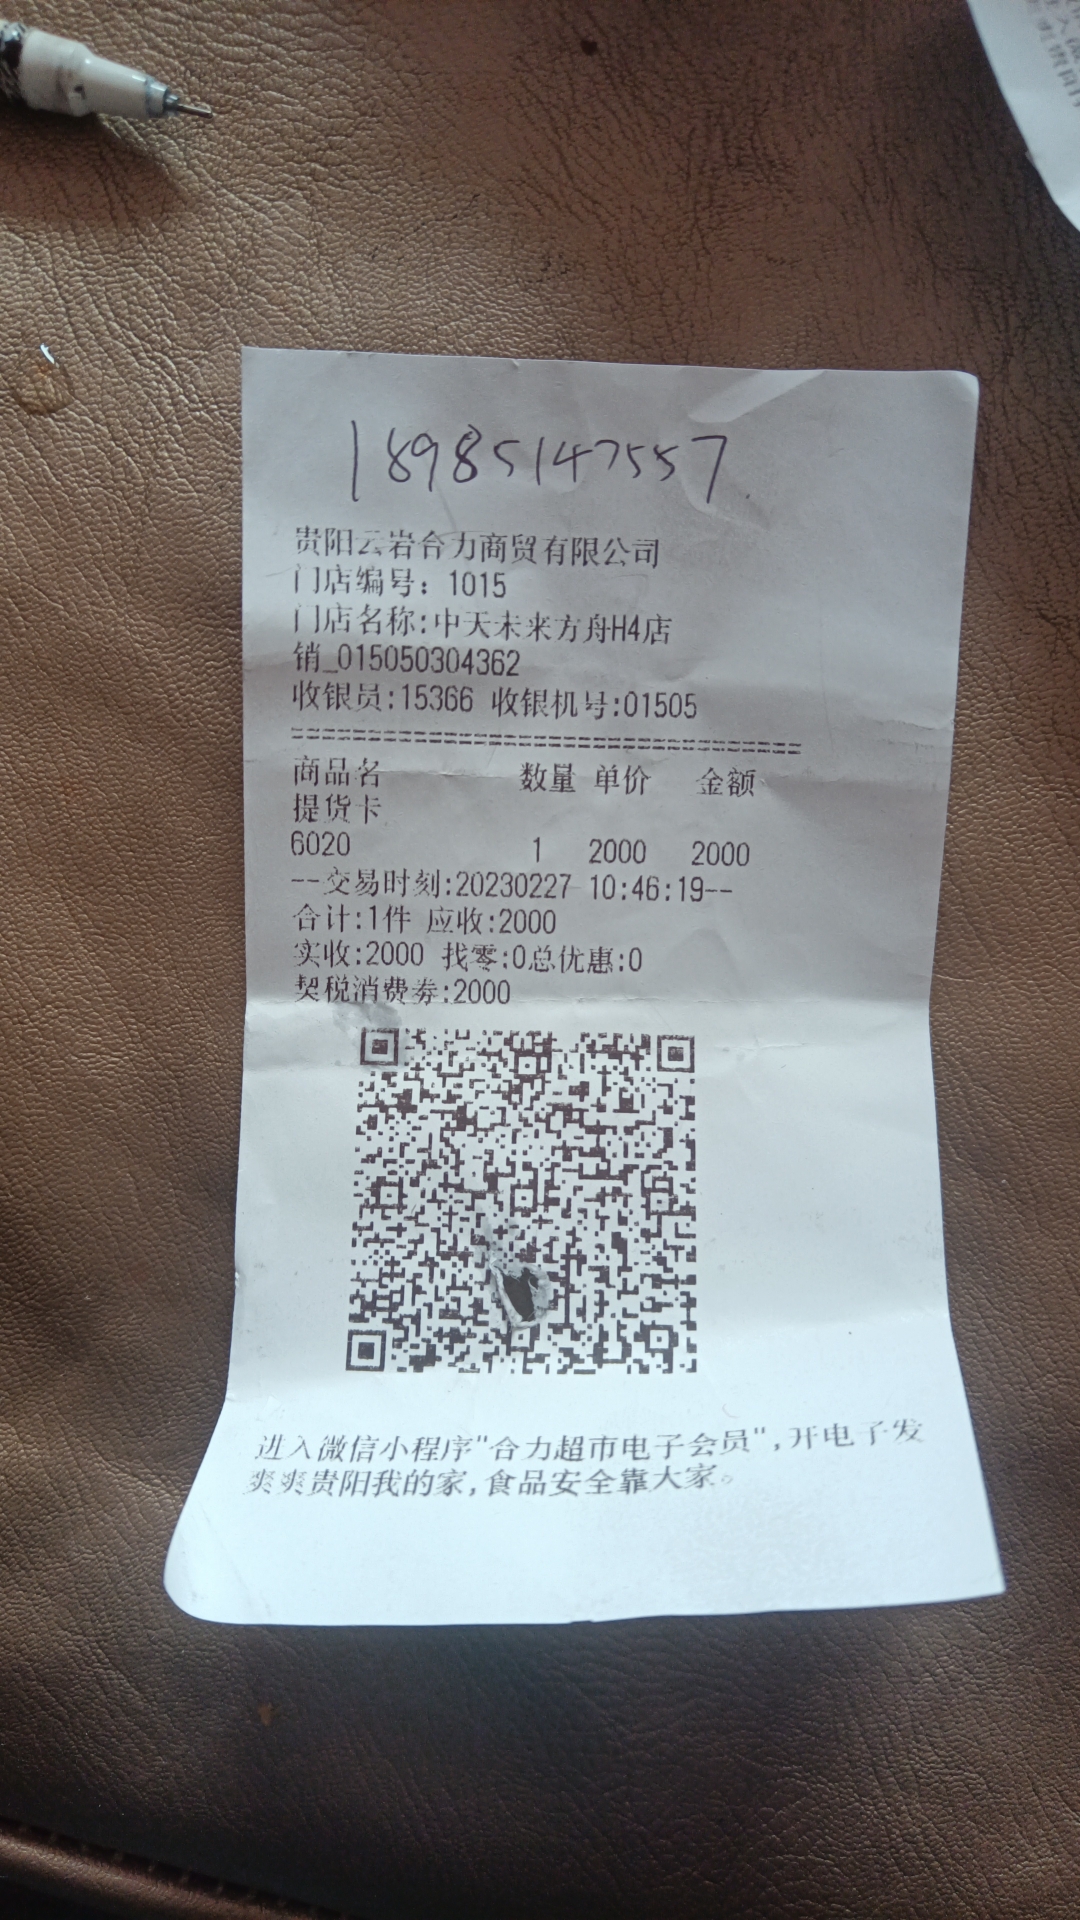 18985147557
贵阳云岩合力商贸有限公司
门店编号：1015
门店名称:中天未来方舟H4店
销_015050304362
收银员:15366 收银机号:01505
商品名 数量 单价 金额
提货卡
6020 1 2000 2000
--交易时刻:20230227 10:46:19--
合计:1件 应收:2000
实收:2000 找零:0总优惠:0
契税消费券:2000
进入微信小程序"合力超市电子会员",开电子发
爽爽贵阳我的家,食品安全靠大家。